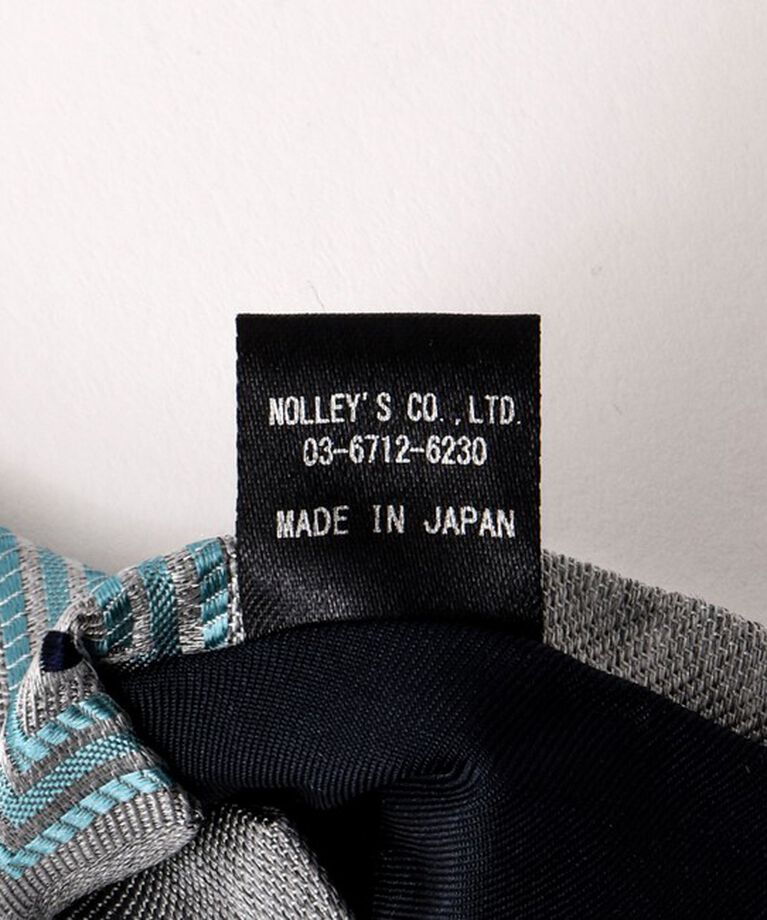 NOLLEY'S CO.,LTD.
03-6712-6230
MADE IN JAPAN